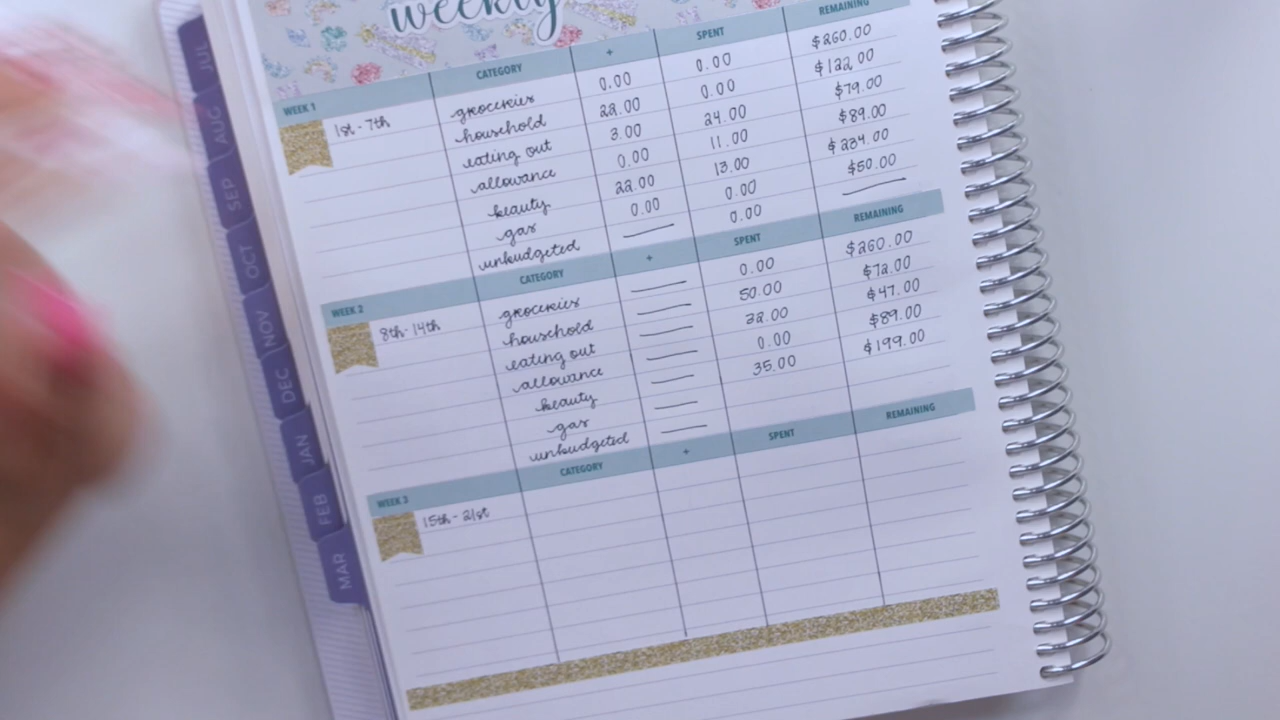 weekly
WEEK 1 CATEGORY + SPENT REMAINING
1st - 7th groceries 0.00 0.00 $260.00
household 22.00 0.00 $122.00
eating out 3.00 24.00 $79.00
allowance 0.00 11.00 $89.00
beauty 22.00 13.00 $234.00
gas 0.00 0.00 $50.00
unbudgeted 0.00
WEEK 2 CATEGORY + SPENT REMAINING
8th - 14th groceries 0.00 $260.00
household 50.00 $72.00
eating out 32.00 $47.00
allowance 0.00 $89.00
beauty 35.00 $199.00
gas
unbudgeted
WEEK 3 CATEGORY + SPENT REMAINING
15th - 21st
JUL
AUG
SEP
OCT
NOV
DEC
JAN
FEB
MAR